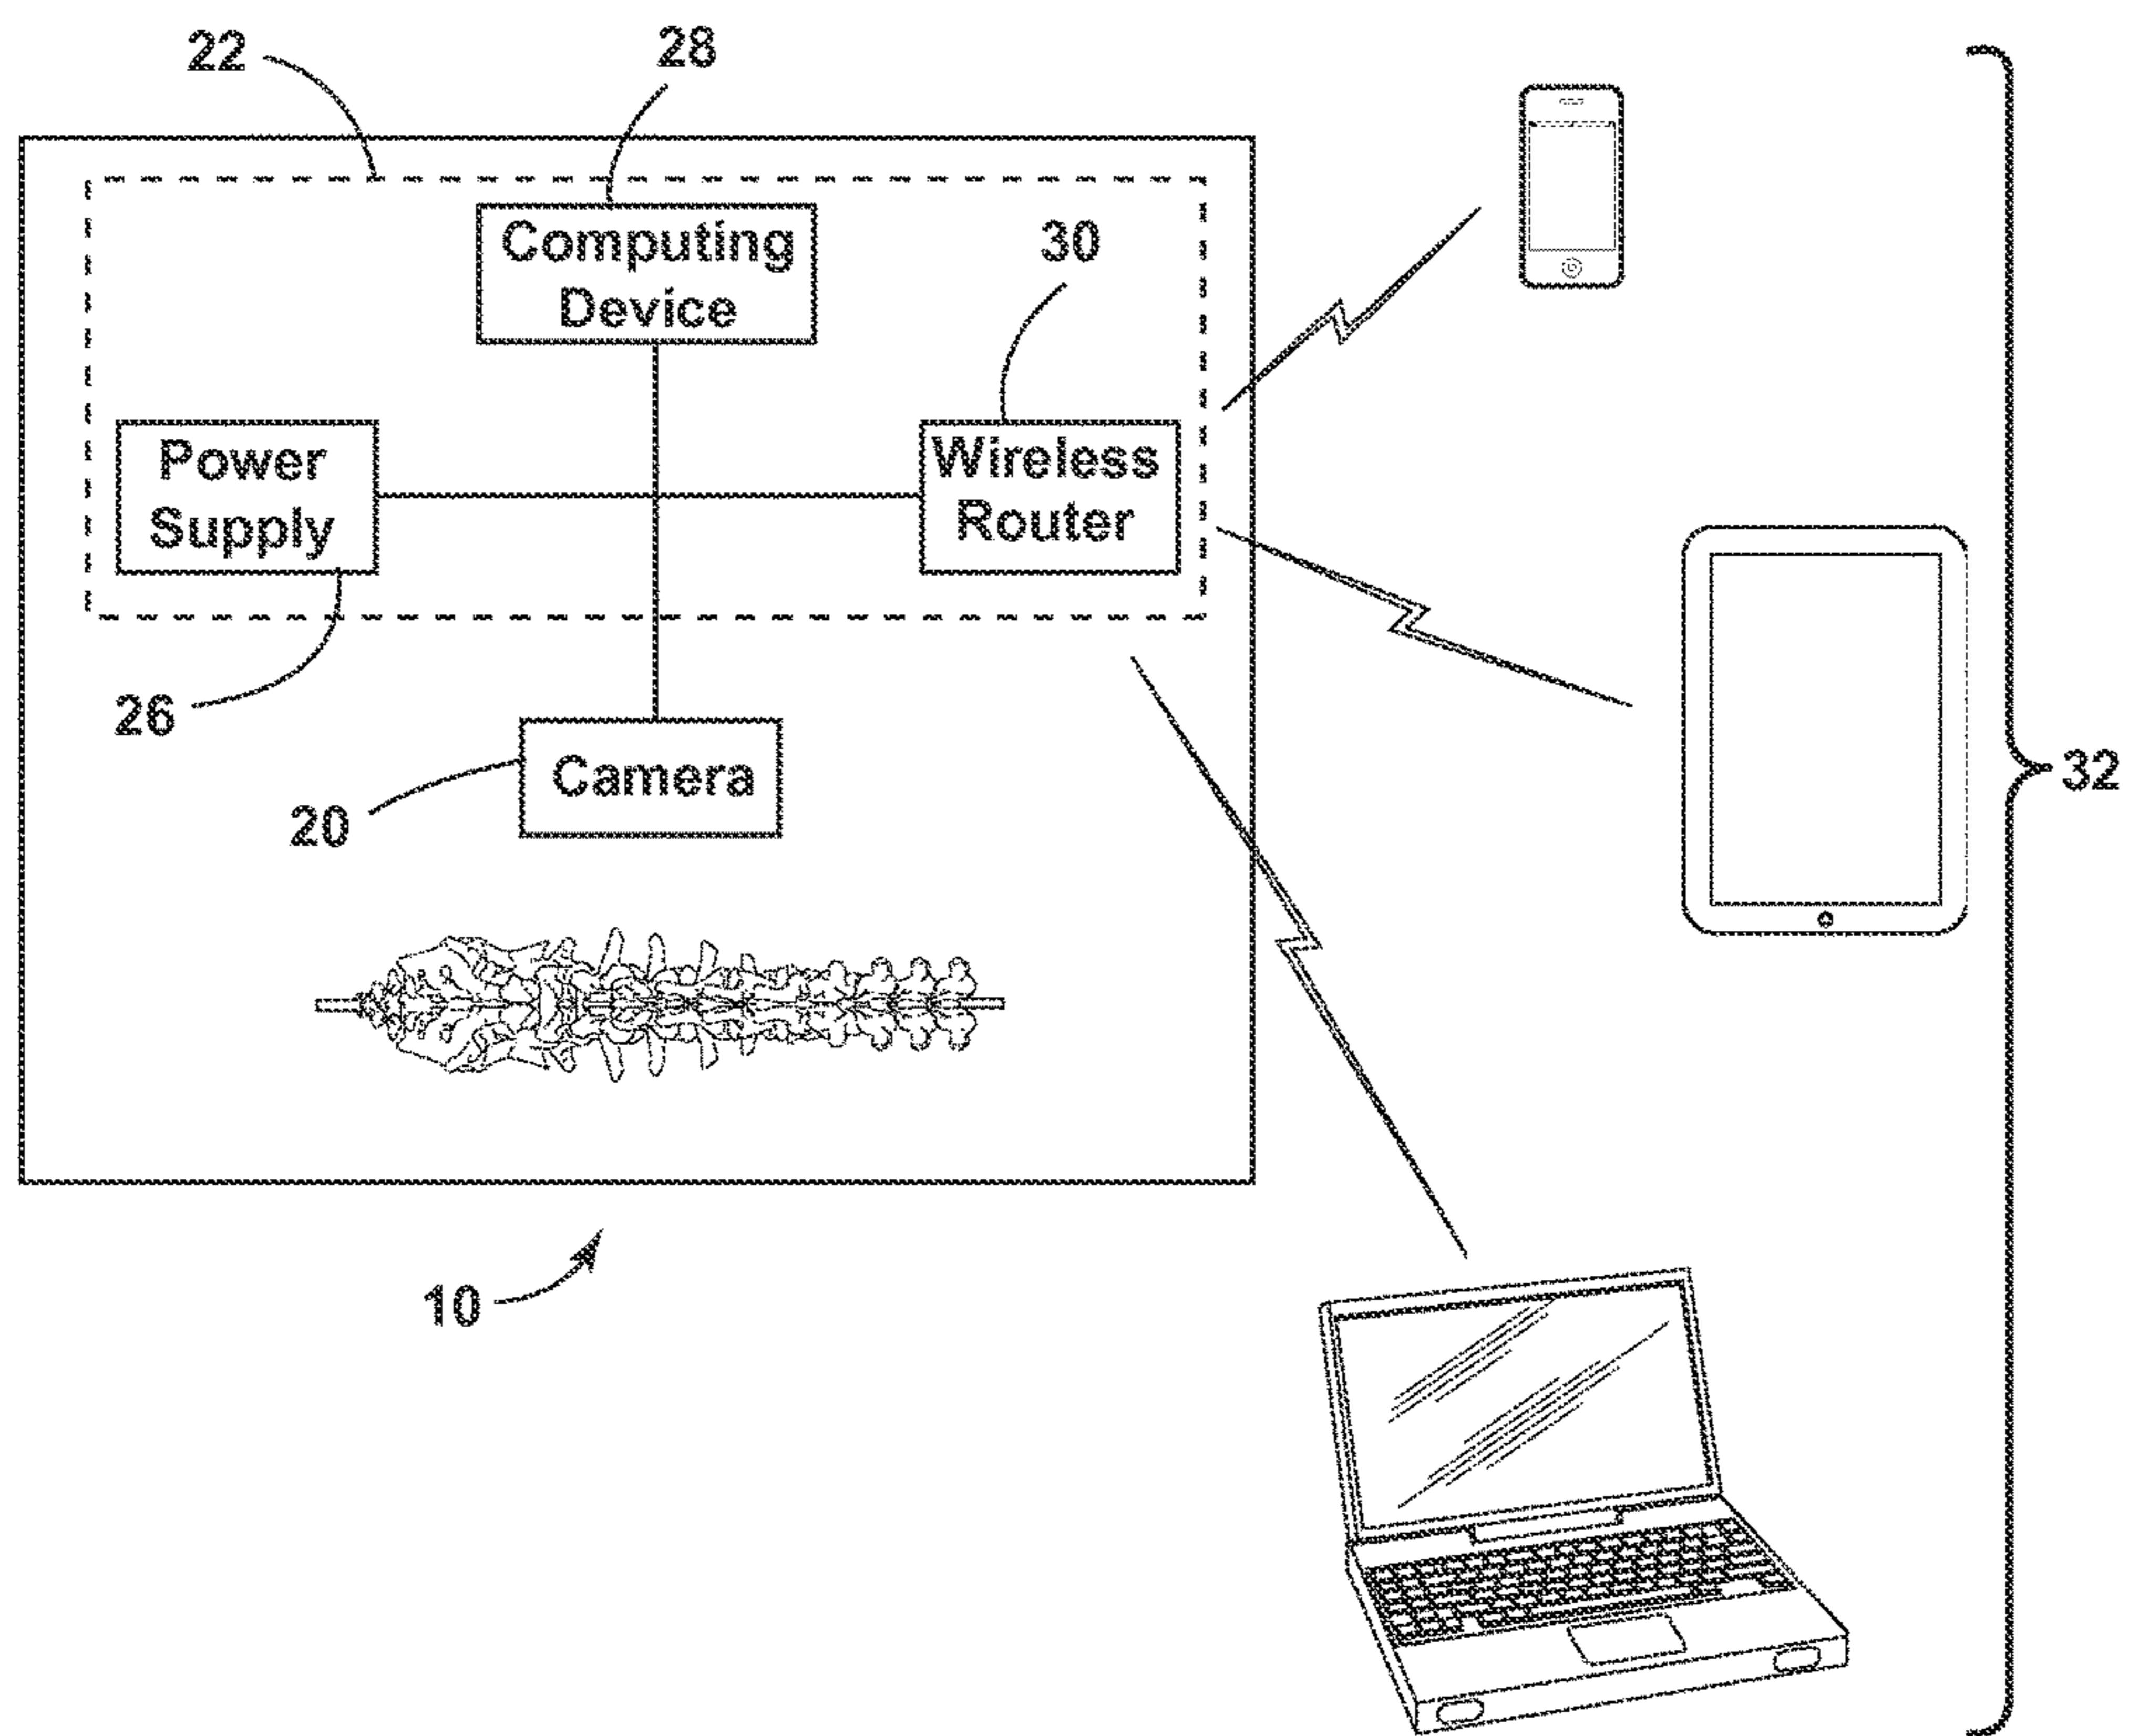 22
28
Computing
Device
30
Power
Supply
Wireless
Router
26
Camera
20
32
10